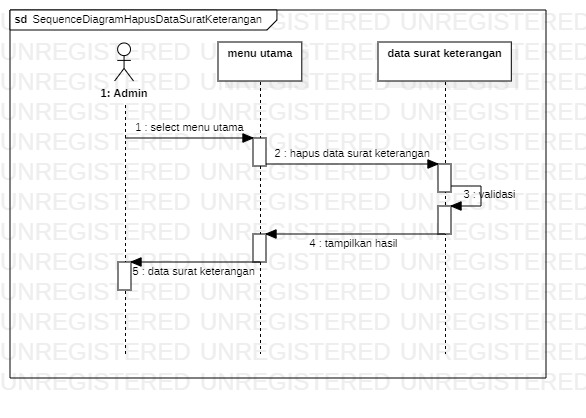 sd SequenceDiagramHapusDataSuratKeterangan
menu utama
data surat keterangan
1: Admin
1 : select menu utama
2 : hapus data surat keterangan
3 : validasi
4 : tampilkan hasil
5 : data surat keterangan
UNREGISTERED UNREGISTERED UNREGISTERED